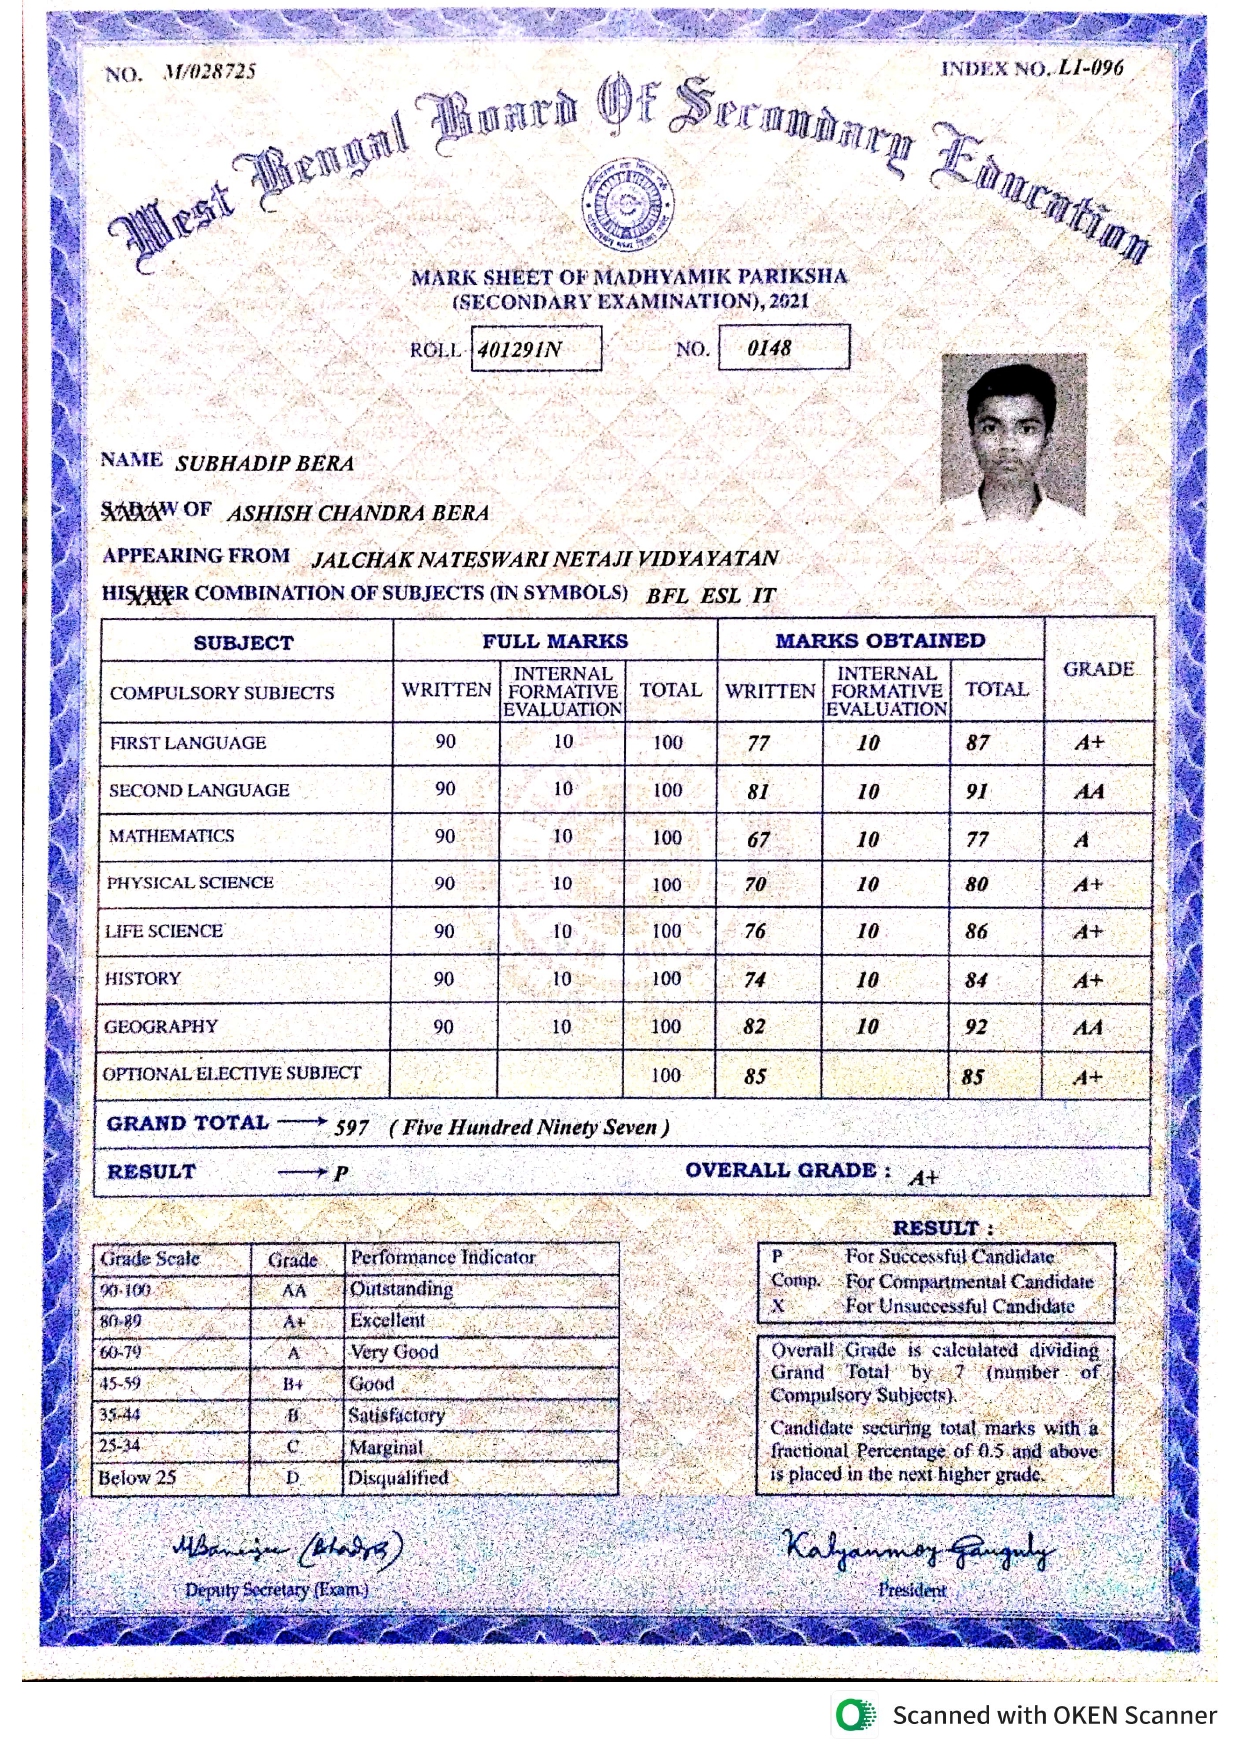 NO. M/028725
INDEX NO. LI-096
West Bengal Board Of Secondary Education
MARK SHEET OF MADHYAMIK PARIKSHA
(SECONDARY EXAMINATION), 2021
ROLL 401291N NO. 0148
NAME SUBHADIP BERA
W OF ASHISH CHANDRA BERA
APPEARING FROM JALCHAK NATESWARI NETAJI VIDYAYATAN
HIS/HER COMBINATION OF SUBJECTS (IN SYMBOLS) BFL ESL IT
SUBJECT FULL MARKS MARKS OBTAINED GRADE
COMPULSORY SUBJECTS WRITTEN INTERNAL FORMATIVE EVALUATION TOTAL WRITTEN INTERNAL FORMATIVE EVALUATION TOTAL
FIRST LANGUAGE 90 10 100 77 10 87 A+
SECOND LANGUAGE 90 10 100 81 10 91 AA
MATHEMATICS 90 10 100 67 10 77 A
PHYSICAL SCIENCE 90 10 100 70 10 80 A+
LIFE SCIENCE 90 10 100 76 10 86 A+
HISTORY 90 10 100 74 10 84 A+
GEOGRAPHY 90 10 100 82 10 92 AA
OPTIONAL ELECTIVE SUBJECT 100 85 85 A+
GRAND TOTAL → 597 ( Five Hundred Ninety Seven )
RESULT → P OVERALL GRADE : A+
Grade Scale Grade Performance Indicator
90-100 AA Outstanding
80-89 A+ Excellent
60-79 A Very Good
45-59 B+ Good
35-44 B Satisfactory
25-34 C Marginal
Below 25 D Disqualified
RESULT :
P For Successful Candidate
Comp. For Compartmental Candidate
X For Unsuccessful Candidate
Overall Grade is calculated dividing
Grand Total by 7 (number of
Compulsory Subjects).
Candidate securing total marks with a
fractional Percentage of 0.5 and above
is placed in the next higher grade.
MBanerjee (Bhadra)
Deputy Secretary (Exam.)
Kalyanmoy Ganguly
President
Scanned with OKEN Scanner